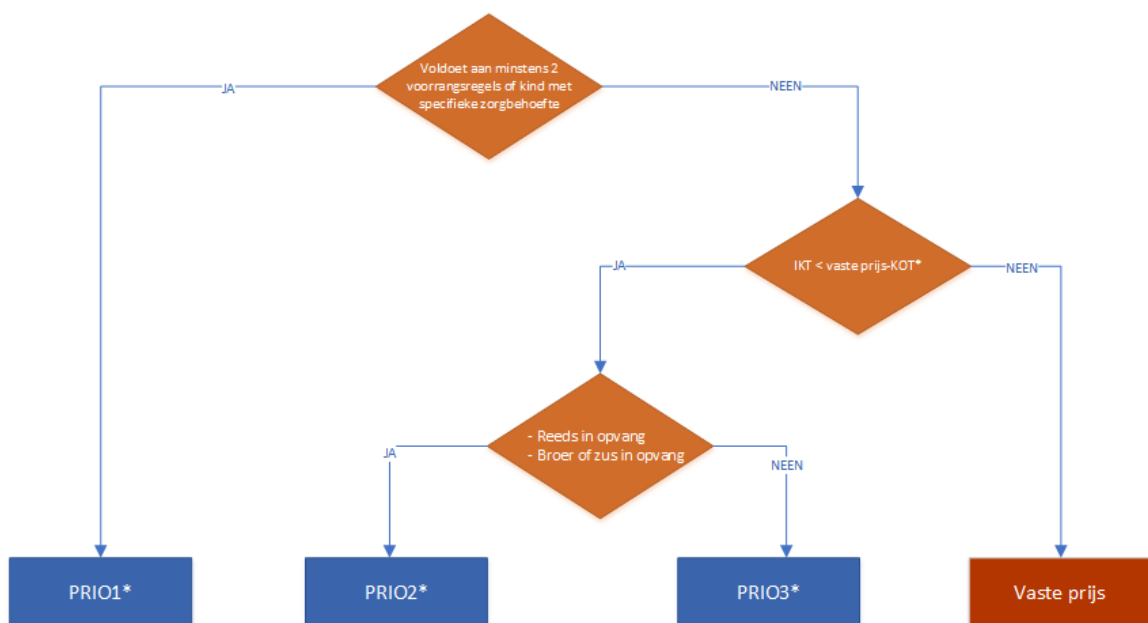 Voldoet aan minstens 2
voorrangsregels of kind met
specifieke zorgbehoefte
JA
NEEN
IKT < vaste prijs-KOT*
JA
NEEN
- Reeds in opvang
- Broer of zus in opvang
JA
NEEN
PRIO1*
PRIO2*
PRIO3*
Vaste prijs